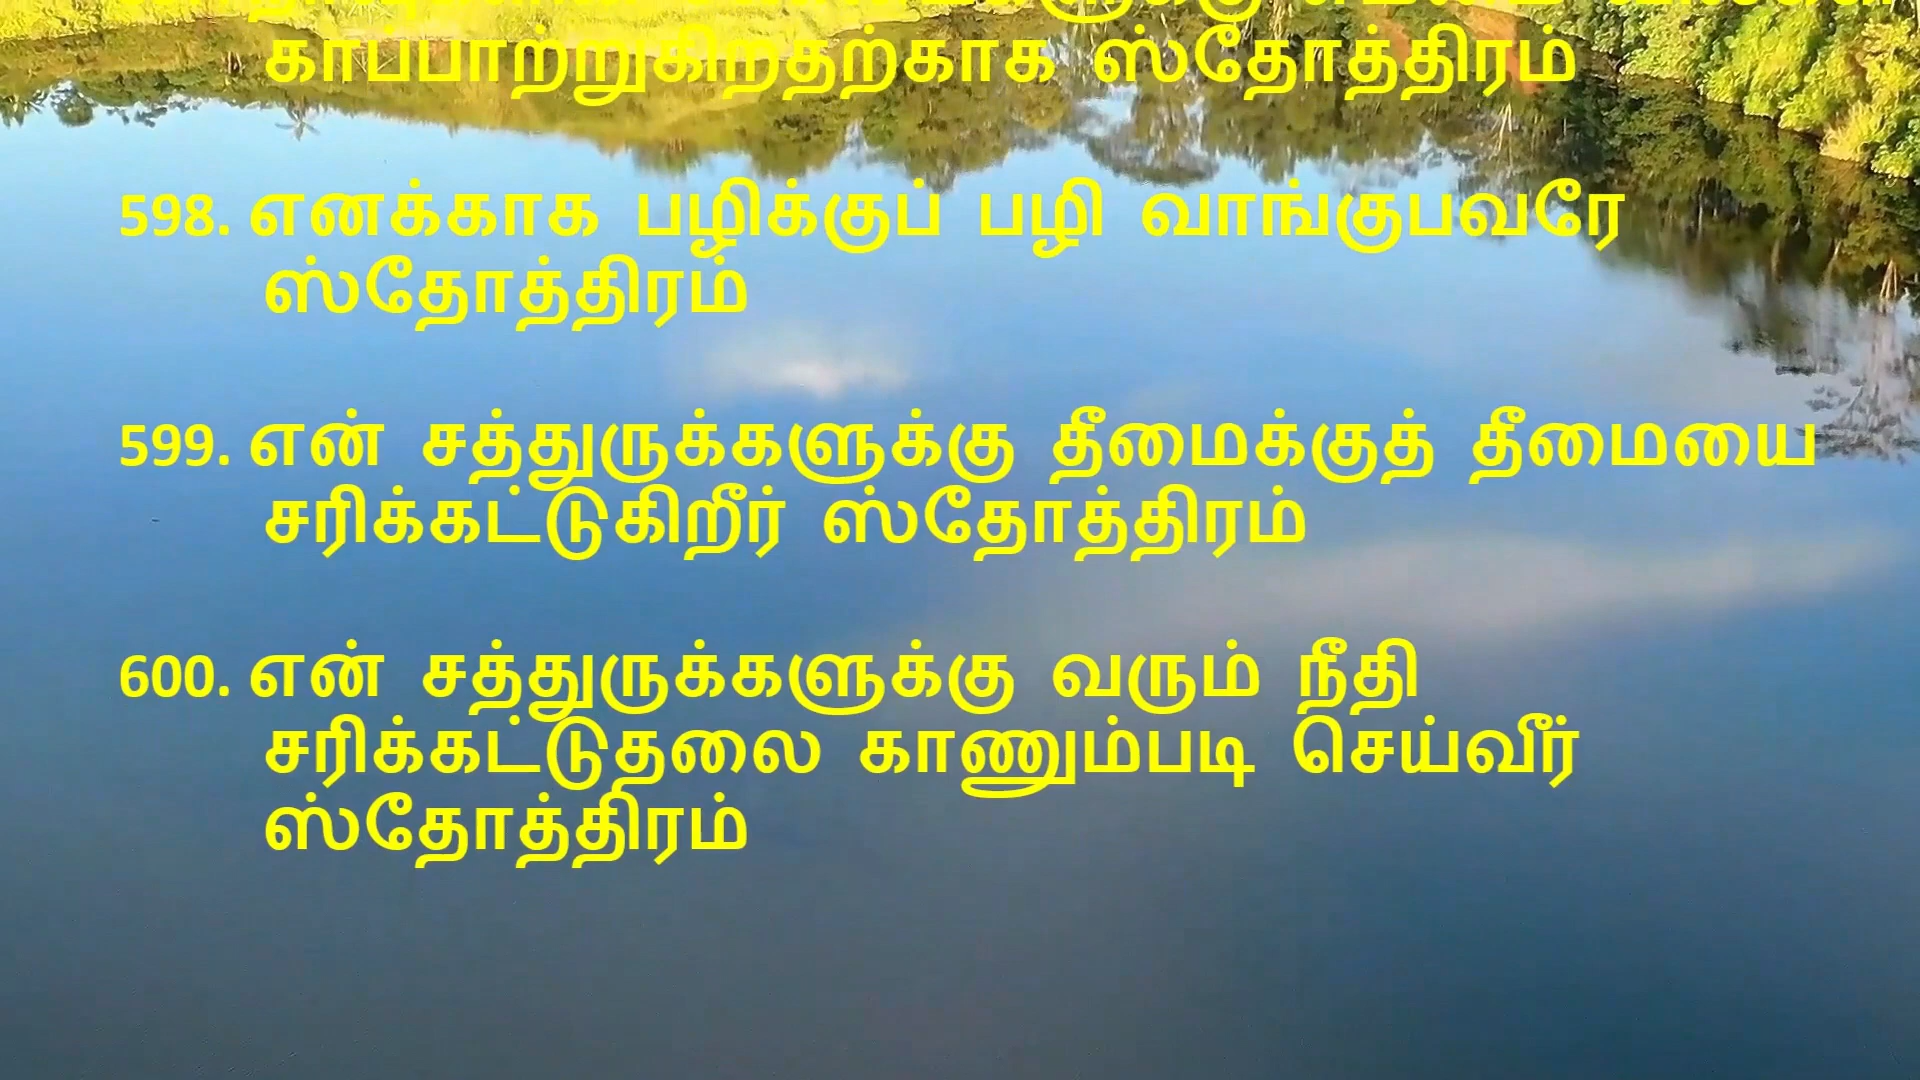 காப்பாற்றுகிறதற்காக ஸ்தோத்திரம்
598. எனக்காக பழிக்குப் பழி வாங்குபவரே
ஸ்தோத்திரம்
599. என் சத்துருக்களுக்கு தீமைக்குத் தீமையை
சரிக்கட்டுகிறீர் ஸ்தோத்திரம்
600. என் சத்துருக்களுக்கு வரும் நீதி
சரிக்கட்டுதலை காணும்படி செய்வீர்
ஸ்தோத்திரம்